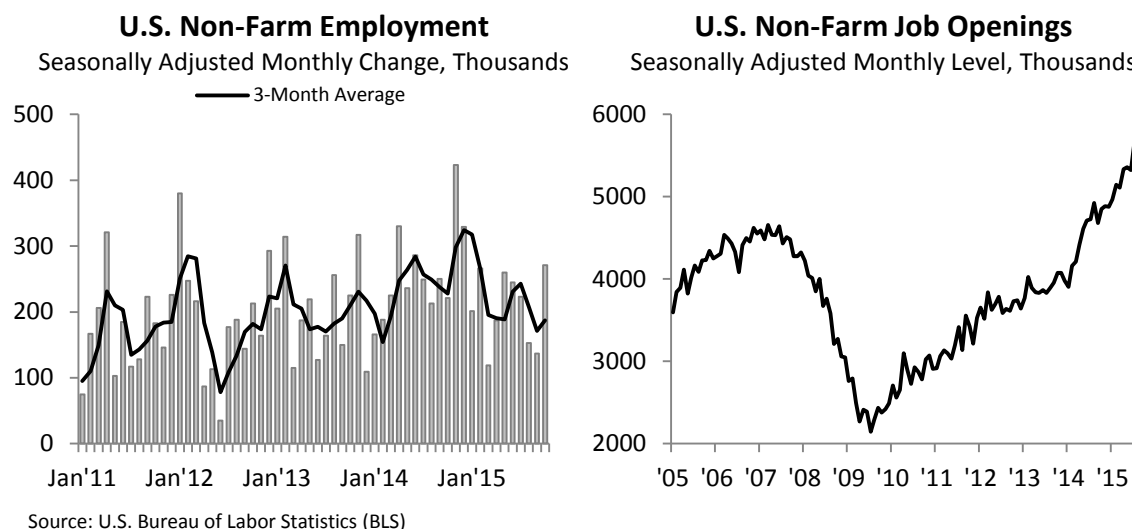 U.S. Non-Farm Employment
Seasonally Adjusted Monthly Change, Thousands
3-Month Average
500
400
300
200
100
0
Jan'11 Jan'12 Jan'13 Jan'14 Jan'15
Source: U.S. Bureau of Labor Statistics (BLS)
U.S. Non-Farm Job Openings
Seasonally Adjusted Monthly Level, Thousands
6000
5000
4000
3000
2000
'05 '06 '07 '08 '09 '10 '11 '12 '13 '14 '15